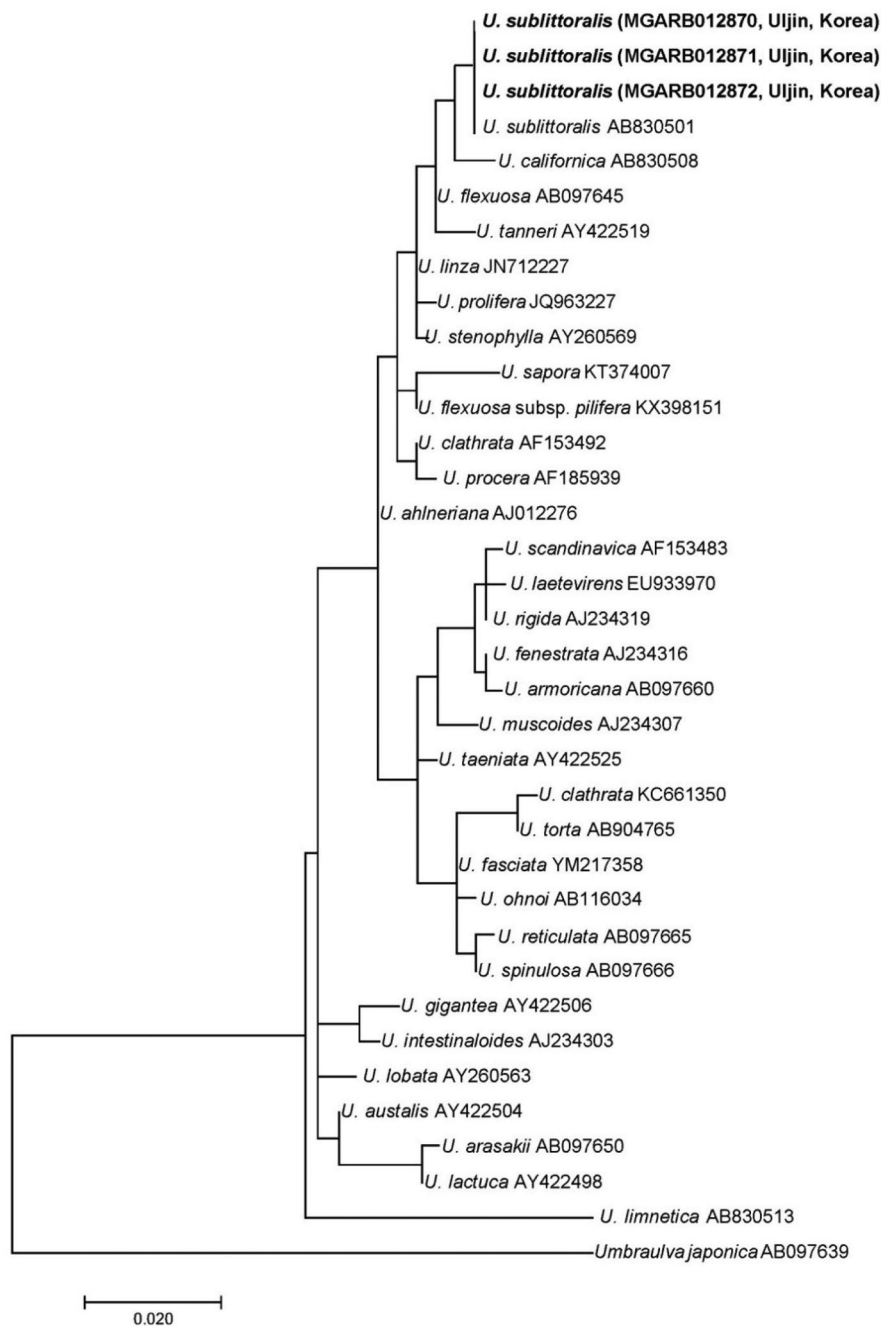 U. sublittoralis (MGARB012870, Uljin, Korea)
U. sublittoralis (MGARB012871, Uljin, Korea)
U. sublittoralis (MGARB012872, Uljin, Korea)
U. sublittoralis AB830501
U. californica AB830508
U. flexuosa AB097645
U. tanneri AY422519
U. linza JN712227
U. prolifera JQ963227
U. stenophylla AY260569
U. sapora KT374007
U. flexuosa subsp. pilifera KX398151
U. clathrata AF153492
U. procera AF185939
U. ahlneriana AJ012276
U. scandinavica AF153483
U. laetevirens EU933970
U. rigida AJ234319
U. fenestrata AJ234316
U. armoricana AB097660
U. muscoides AJ234307
U. taeniata AY422525
U. clathrata KC661350
U. torta AB904765
U. fasciata YM217358
U. ohnoi AB116034
U. reticulata AB097665
U. spinulosa AB097666
U. gigantea AY422506
U. intestinaloides AJ234303
U. lobata AY260563
U. austalis AY422504
U. arasakii AB097650
U. lactuca AY422498
U. limnetica AB830513
Umbraulva japonica AB097639
0.020